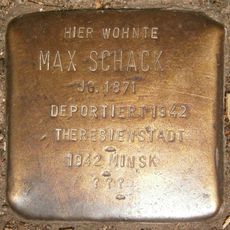 HIER WOHNTE
MAX SCHACK
JG. 1871
DEPORTIERT 1942
THERESIENSTADT
1942 MINSK
? ? ?